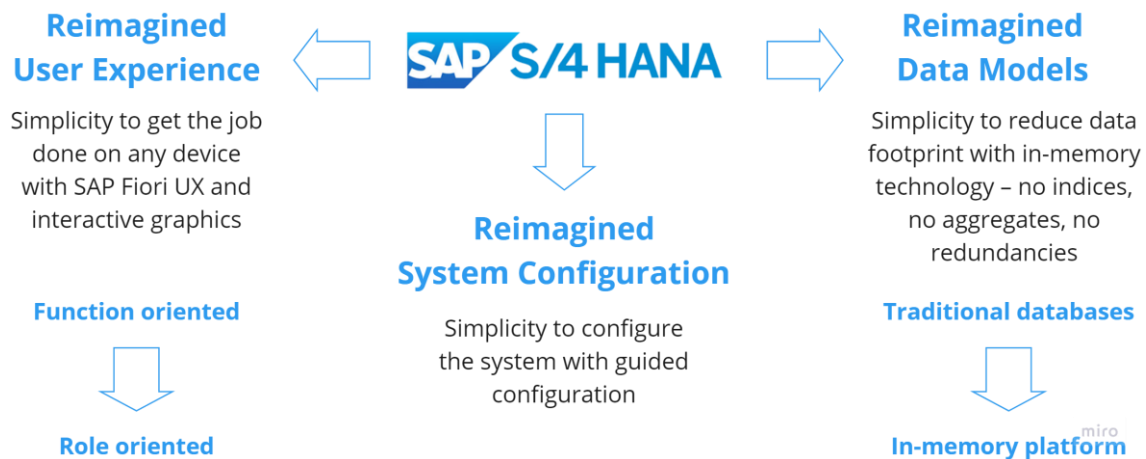 Reimagined
User Experience
Simplicity to get the job
done on any device
with SAP Fiori UX and
interactive graphics
Function oriented
Role oriented
SAP S/4 HANA
Reimagined
System Configuration
Simplicity to configure
the system with guided
configuration
Reimagined
Data Models
Simplicity to reduce data
footprint with in-memory
technology – no indices,
no aggregates, no
redundancies
Traditional databases
In-memory platform
miro